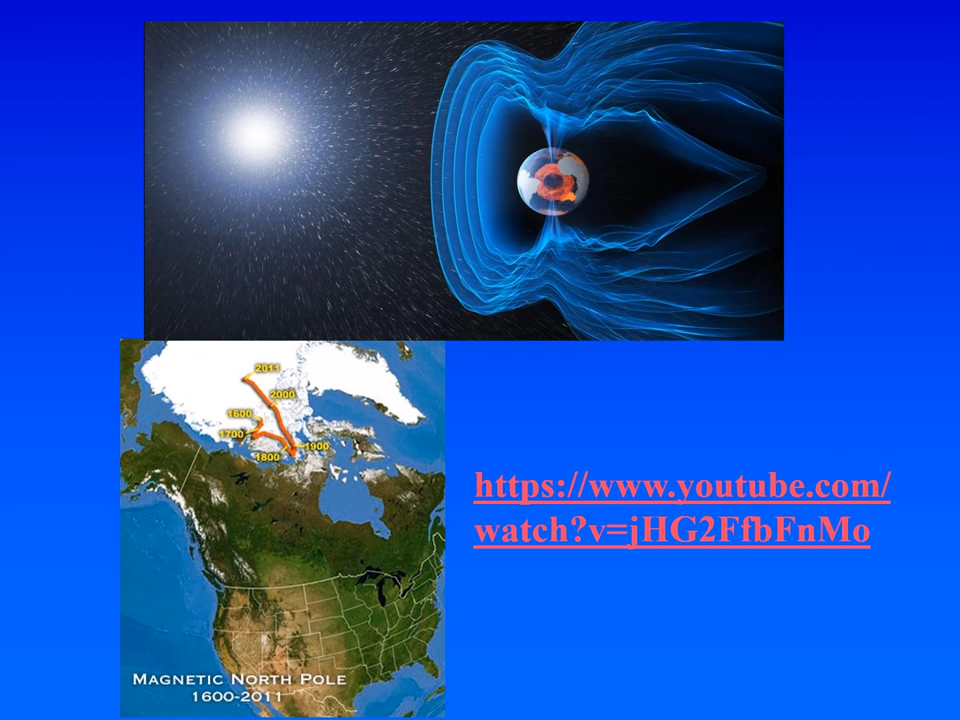 2011
2000
1600
1700
1900
1800
https://www.youtube.com/
watch?v=jHG2FfbFnMo
MAGNETIC NORTH POLE
1600-2011